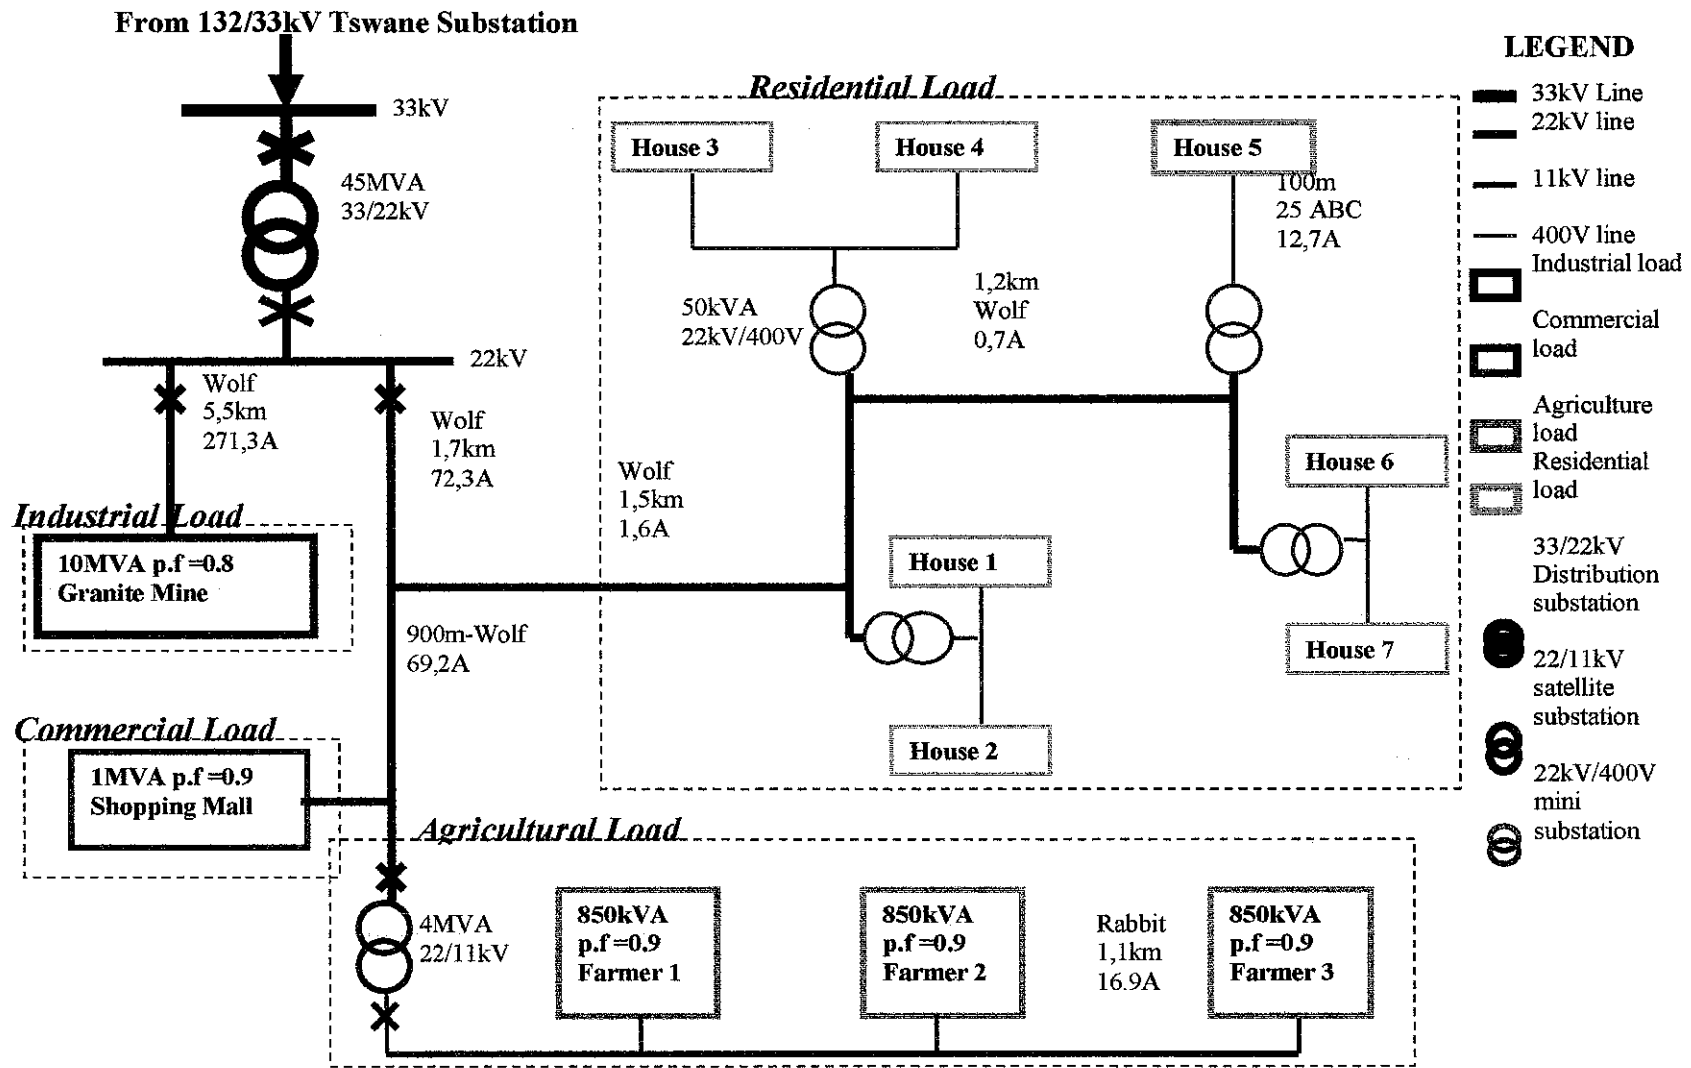 From 132/33kV Tswane Substation
33kV
45MVA
33/22kV
22kV
Wolf
5,5km
271,3A
Wolf
1,7km
72,3A
Industrial Load
10MVA p.f =0.8
Granite Mine
900m-Wolf
69,2A
Commercial Load
1MVA p.f =0.9
Shopping Mall
Residential Load
House 3
House 4
House 5
100m
25 ABC
12,7A
50kVA
22kV/400V
1,2km
Wolf
0,7A
Wolf
1,5km
1,6A
House 6
House 1
House 7
House 2
Agricultural Load
4MVA
22/11kV
850kVA
p.f =0.9
Farmer 1
850kVA
p.f =0.9
Farmer 2
Rabbit
1,1km
16.9A
850kVA
p.f =0.9
Farmer 3
LEGEND
33kV Line
22kV line
11kV line
400V line
Industrial load
Commercial
load
Agriculture
load
Residential
load
33/22kV
Distribution
substation
22/11kV
satellite
substation
22kV/400V
mini
substation